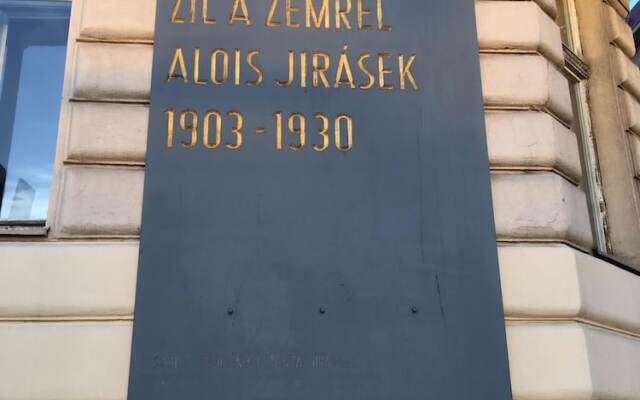 ŽIL A ZEMŘEL
ALOIS JIRÁSEK
1903 - 1930